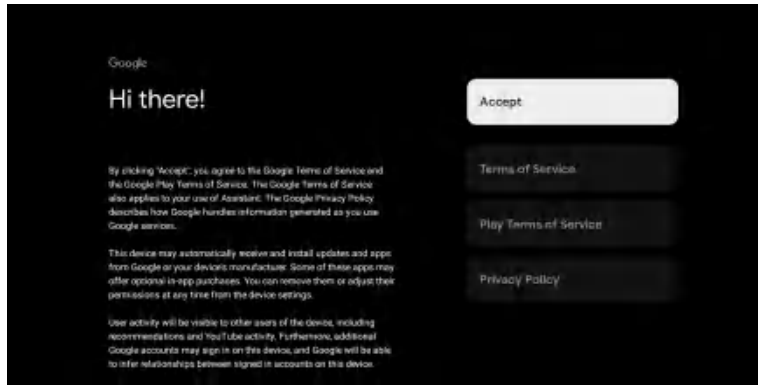 Google
Hi there!
By clicking "Accept", you agree to the Google Terms of Service and
the Google Play Terms of Service. The Google Terms of Service
also applies to your use of Assistant. The Google Privacy Policy
describes how Google handles information generated as you use
Google services.
This device may automatically receive and install updates and apps
from Google or your device's manufacturer. Some of these apps may
offer optional in-app purchases. You can remove them or adjust their
permissions at any time from the device settings.
User activity will be visible to other users of the device, including
recommendations and YouTube activity. Furthermore, additional
Google accounts may sign in on this device, and Google will be able
to infer relationships between signed in accounts on this device.
Accept
Terms of Service
Play Terms of Service
Privacy Policy